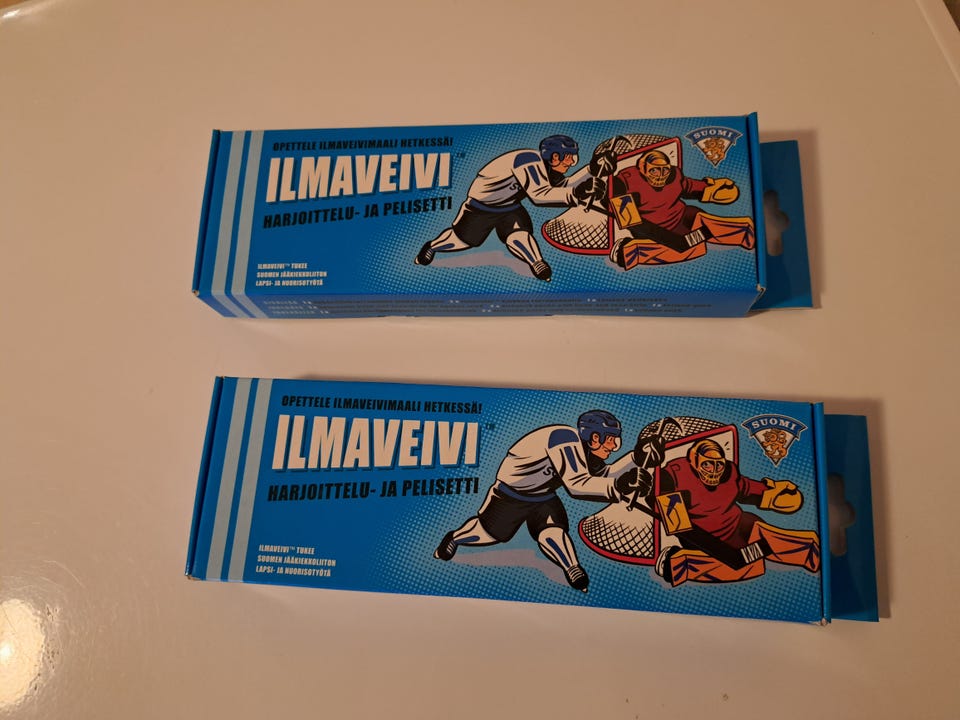 OPETTELE ILMAVEIVIMAALI HETKESSÄ!
ILMAVEIVI™
HARJOITTELU- JA PELISETTI
ILMAVEIVI™ TUKEE
SUOMEN JÄÄKIEKKOLIITON
LAPSI- JA NUORISOTYÖTÄ
SUOMI
OPETTELE ILMAVEIVIMAALI HETKESSÄ!
ILMAVEIVI™
HARJOITTELU- JA PELISETTI
ILMAVEIVI™ TUKEE
SUOMEN JÄÄKIEKKOLIITON
LAPSI- JA NUORISOTYÖTÄ
SUOMI